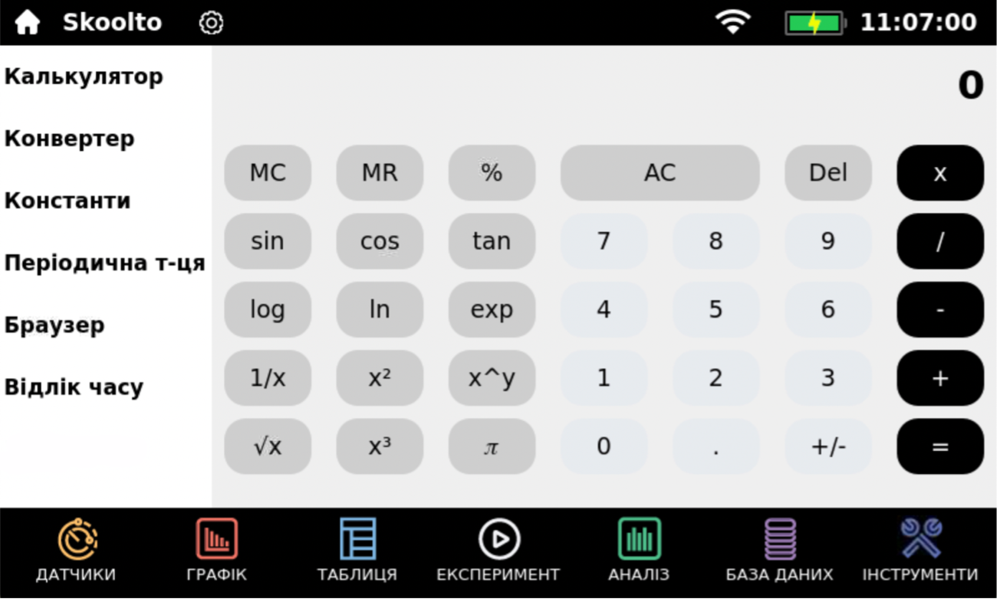 Skoolto 11:07:00
Калькулятор
0
Конвертер
MC MR % AC Del x
Константи
sin cos tan 7 8 9 /
Періодична т-ця
log ln exp 4 5 6 -
Браузер
1/x x² x^y 1 2 3 +
Відлік часу
√x x³ π 0 . +/- =
ДАТЧИКИ ГРАФІК ТАБЛИЦЯ ЕКСПЕРИМЕНТ АНАЛІЗ БАЗА ДАНИХ ІНСТРУМЕНТИ